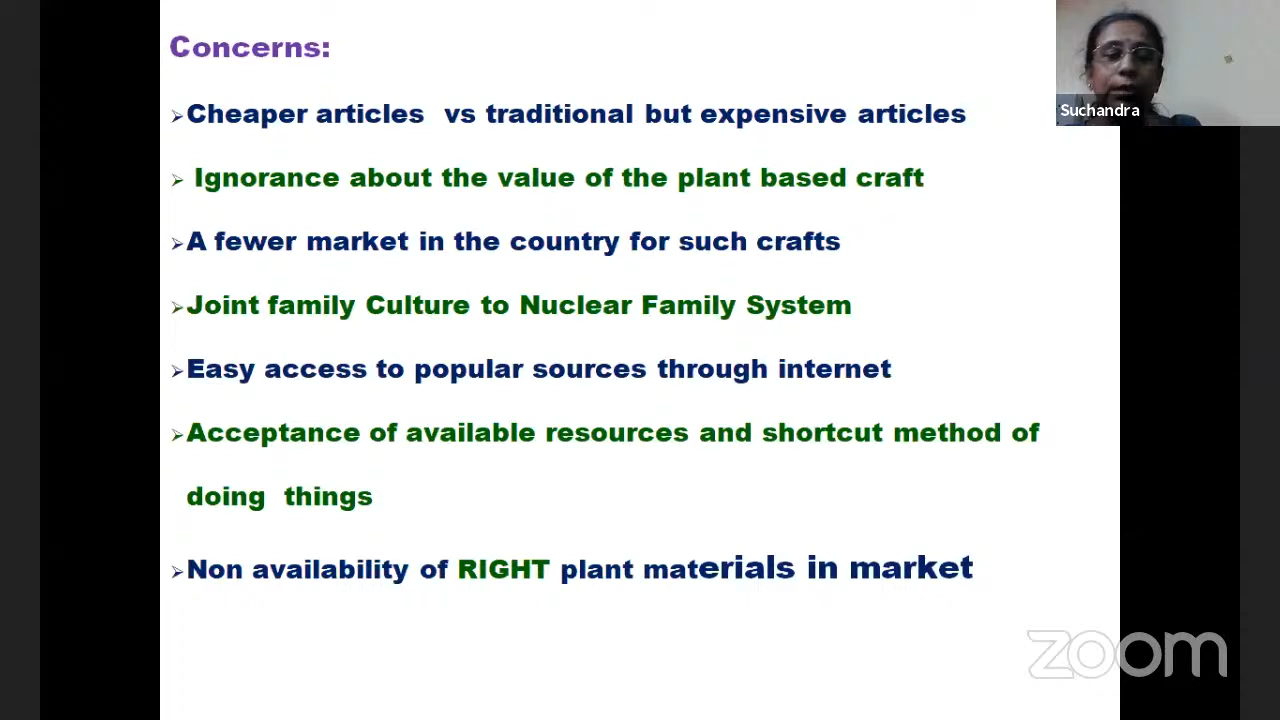 Concerns:
Suchandra
➢Cheaper articles vs traditional but expensive articles
➢ Ignorance about the value of the plant based craft
➢A fewer market in the country for such crafts
➢Joint family Culture to Nuclear Family System
➢Easy access to popular sources through internet
➢Acceptance of available resources and shortcut method of
doing things
➢Non availability of RIGHT plant materials in market
zoom